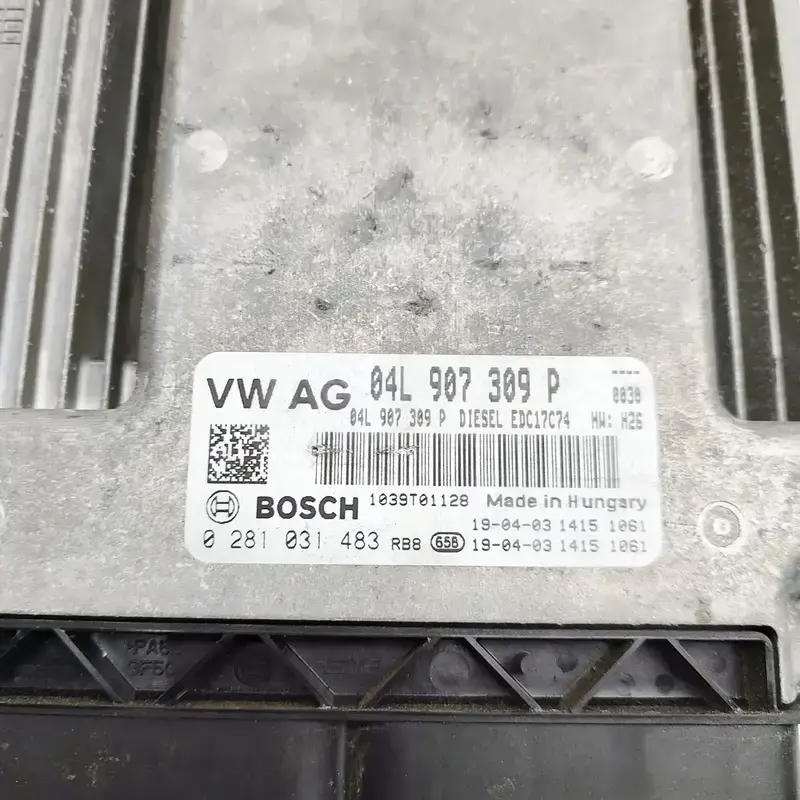 VW AG 04L 907 309 P ----
0030
04L 907 309 P DIESEL EDC17C74 HW: H26
BOSCH 1039T01128 Made in Hungary
19-04-03 1415 1061
0 281 031 483 RB8 65B 19-04-03 1415 1061